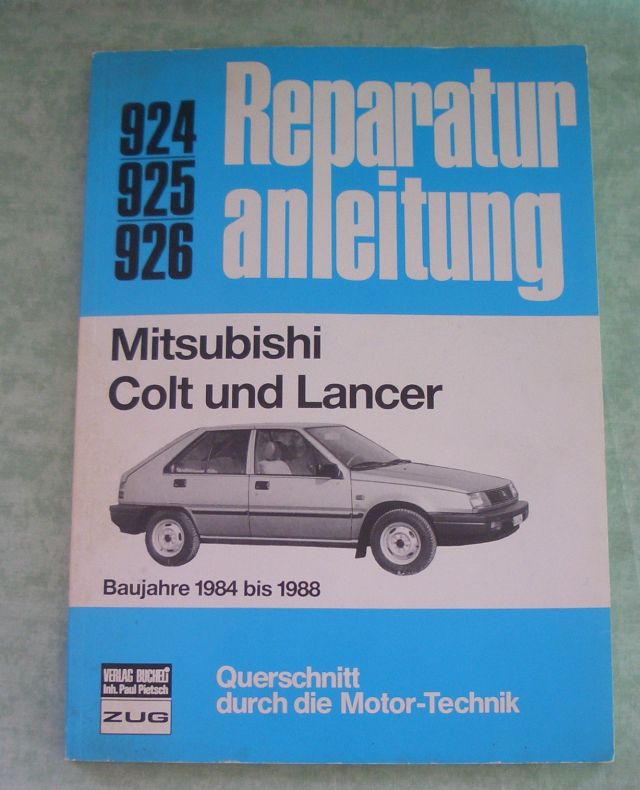 924
925
926
Reparatur
anleitung
Mitsubishi
Colt und Lancer
Baujahre 1984 bis 1988
VERLAG BUCHELI
Inh. Paul Pietsch
ZUG
Querschnitt
durch die Motor-Technik